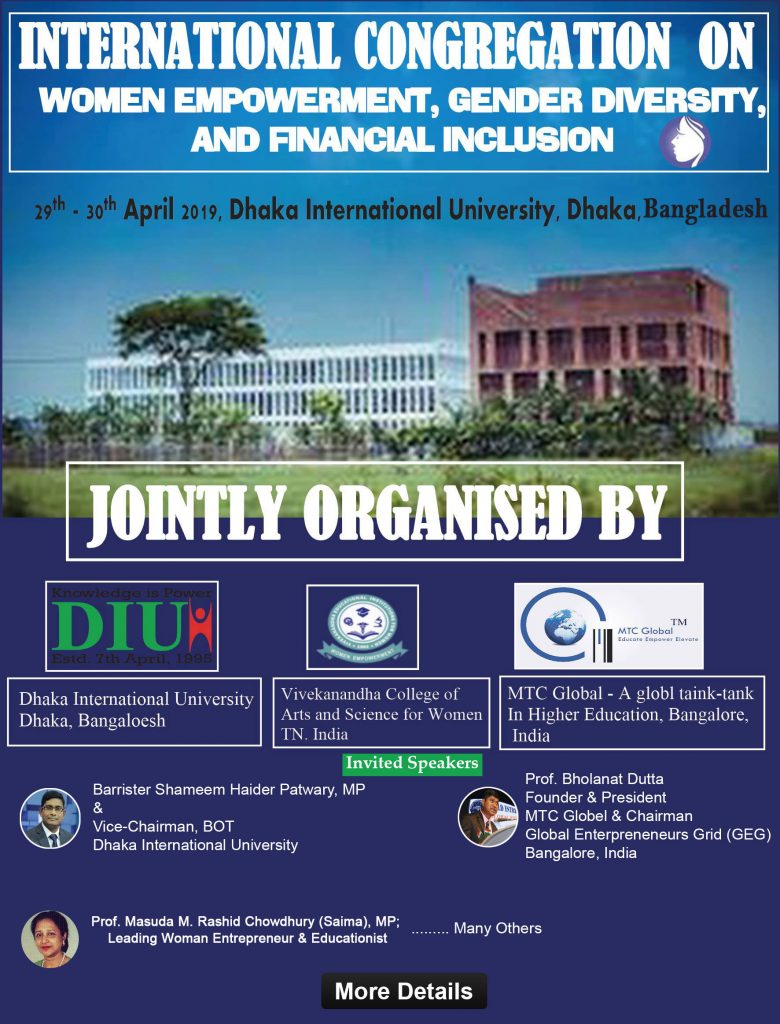 INTERNATIONAL CONGREGATION ON
WOMEN EMPOWERMENT, GENDER DIVERSITY,
AND FINANCIAL INCLUSION
29th - 30th April 2019, Dhaka International University, Dhaka, Bangladesh
JOINTLY ORGANISED BY
Knowledge is Power
DIU
Estd. 7th April, 1995
WOMEN EMPOWERMENT
MTC Global TM
Educate Empower Elevate
Dhaka International University
Dhaka, Bangaloesh
Vivekanandha College of
Arts and Science for Women
TN. India
MTC Global - A globl taink-tank
In Higher Education, Bangalore,
India
Invited Speakers
Barrister Shameem Haider Patwary, MP
&
Vice-Chairman, BOT
Dhaka International University
Prof. Bholanat Dutta
Founder & President
MTC Globel & Chairman
Global Enterpreneneurs Grid (GEG)
Bangalore, India
Prof. Masuda M. Rashid Chowdhury (Saima), MP;
Leading Woman Entrepreneur & Educationist
......... Many Others
More Details